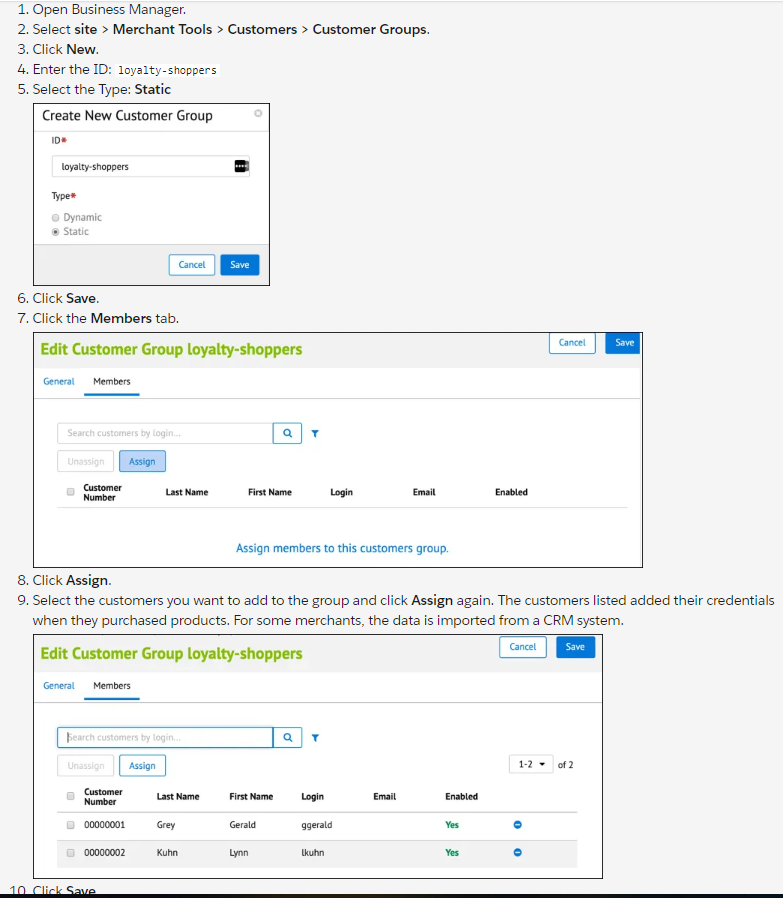 1. Open Business Manager.
2. Select site > Merchant Tools > Customers > Customer Groups.
3. Click New.
4. Enter the ID: loyalty-shoppers
5. Select the Type: Static
Create New Customer Group
ID*
loyalty-shoppers
Type*
Dynamic
Static
Cancel Save
6. Click Save.
7. Click the Members tab.
Edit Customer Group loyalty-shoppers Cancel Save
General Members
Search customers by login...
Unassign Assign
Customer Number Last Name First Name Login Email Enabled
Assign members to this customers group.
8. Click Assign.
9. Select the customers you want to add to the group and click Assign again. The customers listed added their credentials
when they purchased products. For some merchants, the data is imported from a CRM system.
Edit Customer Group loyalty-shoppers Cancel Save
General Members
Search customers by login...
Unassign Assign 1-2 of 2
Customer Number Last Name First Name Login Email Enabled
00000001 Grey Gerald ggerald Yes
00000002 Kuhn Lynn lkuhn Yes
10. Click Save